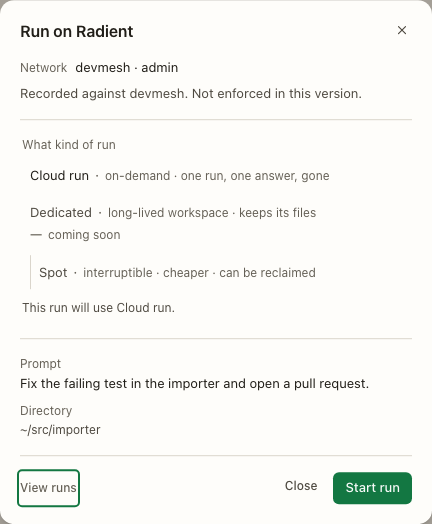 Run on Radient
Network devmesh · admin
Recorded against devmesh. Not enforced in this version.
What kind of run
Cloud run · on-demand · one run, one answer, gone
Dedicated · long-lived workspace · keeps its files
— coming soon
Spot · interruptible · cheaper · can be reclaimed
This run will use Cloud run.
Prompt
Fix the failing test in the importer and open a pull request.
Directory
~/src/importer
View runs Close Start run